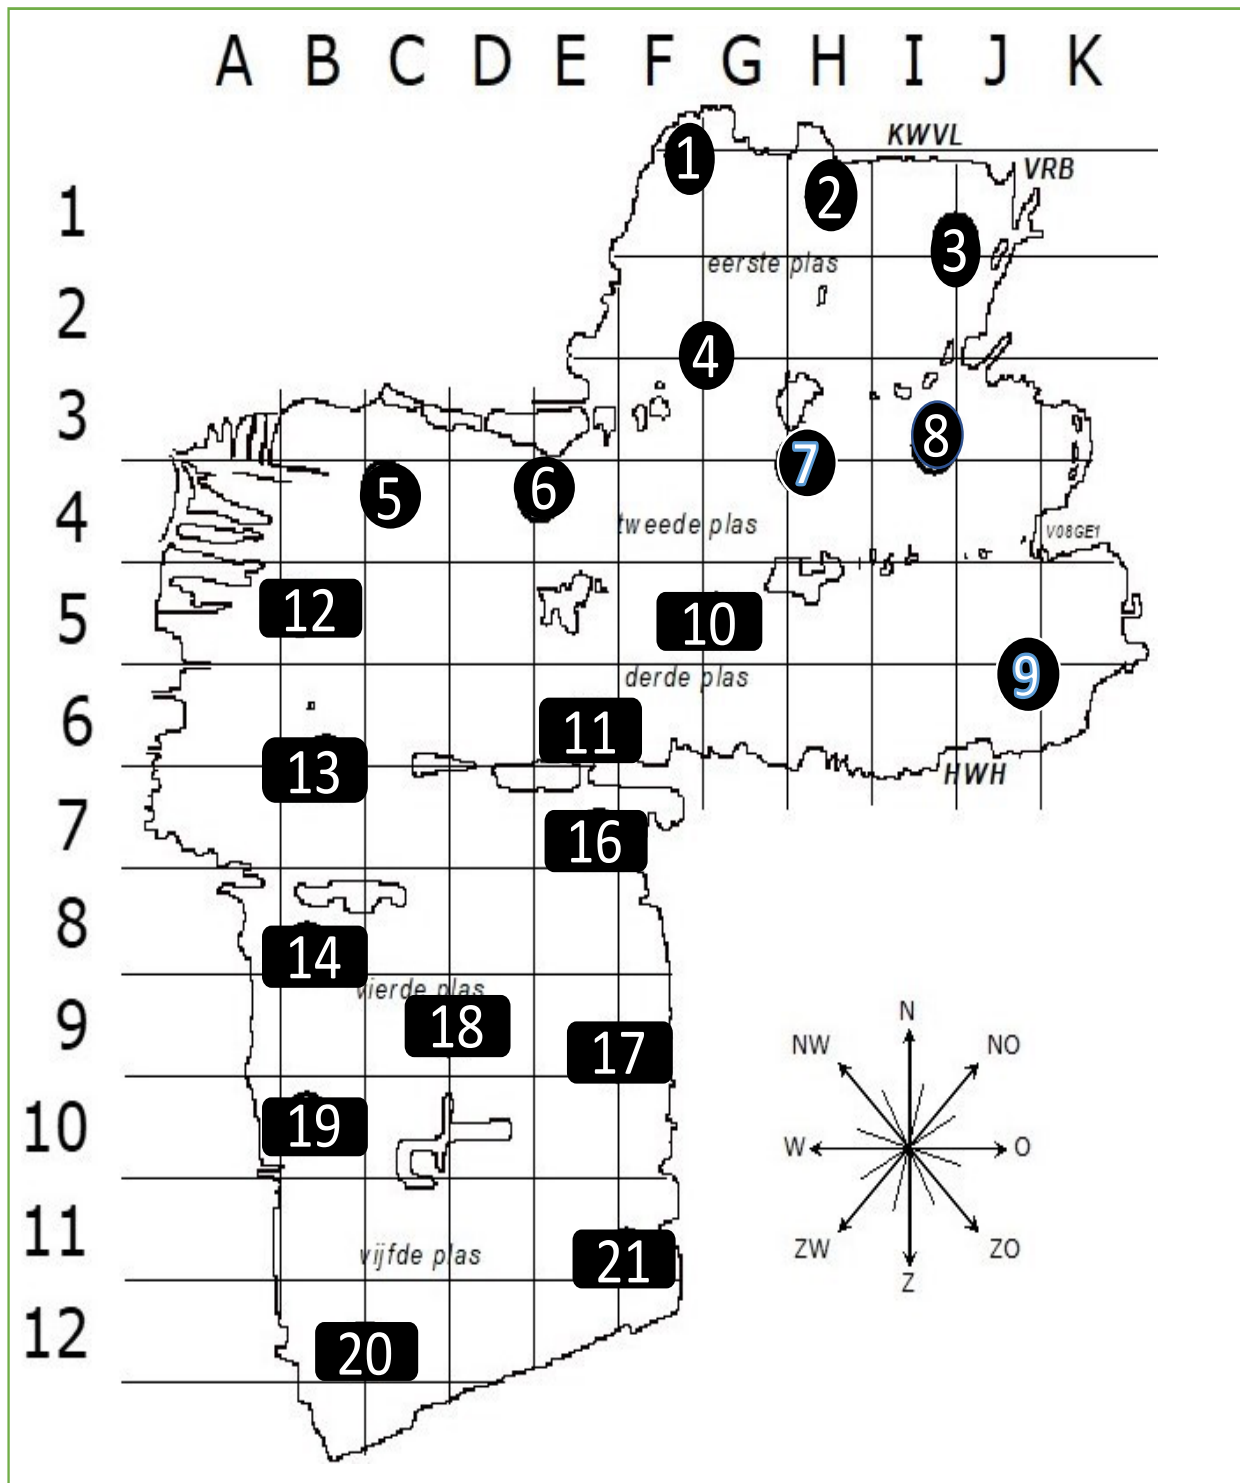 A B C D E F G H I J K
KWVL
1
VRB
2
1
3
eerste plas
2
4
3
8
7
6
5
4
tweede plas
V08GE1
12
10
5
derde plas
9
6
11
13
HWH
7
16
8
14
vierde plas
9
18
17
N
NW NO
10
19
W O
11
vijfde plas
21
ZW ZO
Z
12
20